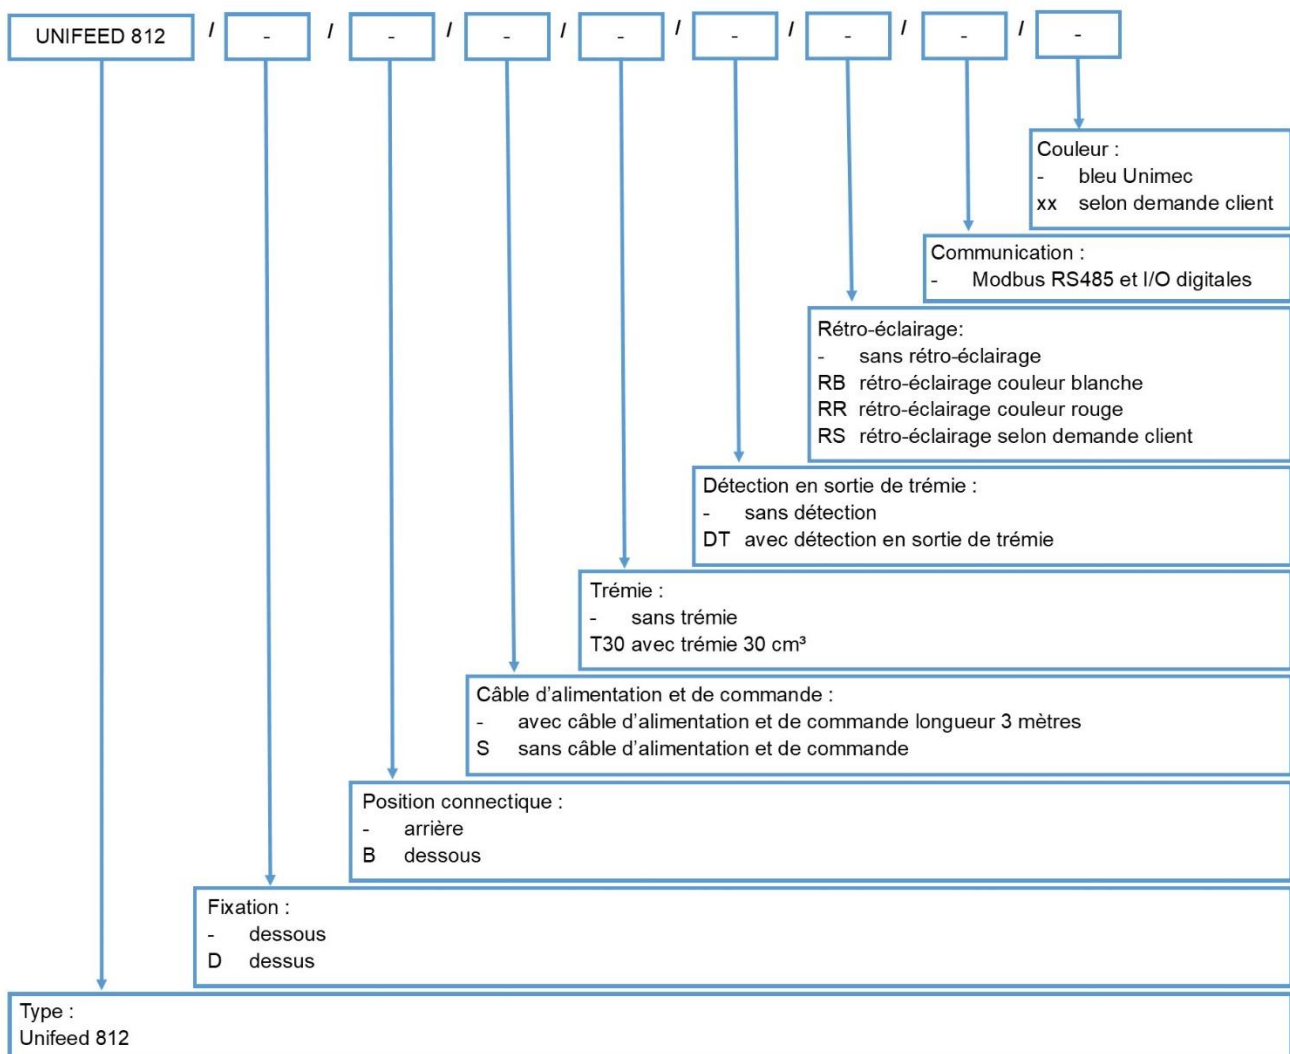 UNIFEED 812 / - / - / - / - / - / - / - / -
Couleur :
- bleu Unimec
xx selon demande client
Communication :
- Modbus RS485 et I/O digitales
Rétro-éclairage:
- sans rétro-éclairage
RB rétro-éclairage couleur blanche
RR rétro-éclairage couleur rouge
RS rétro-éclairage selon demande client
Détection en sortie de trémie :
- sans détection
DT avec détection en sortie de trémie
Trémie :
- sans trémie
T30 avec trémie 30 cm³
Câble d’alimentation et de commande :
- avec câble d’alimentation et de commande longueur 3 mètres
S sans câble d’alimentation et de commande
Position connectique :
- arrière
B dessous
Fixation :
- dessous
D dessus
Type :
Unifeed 812